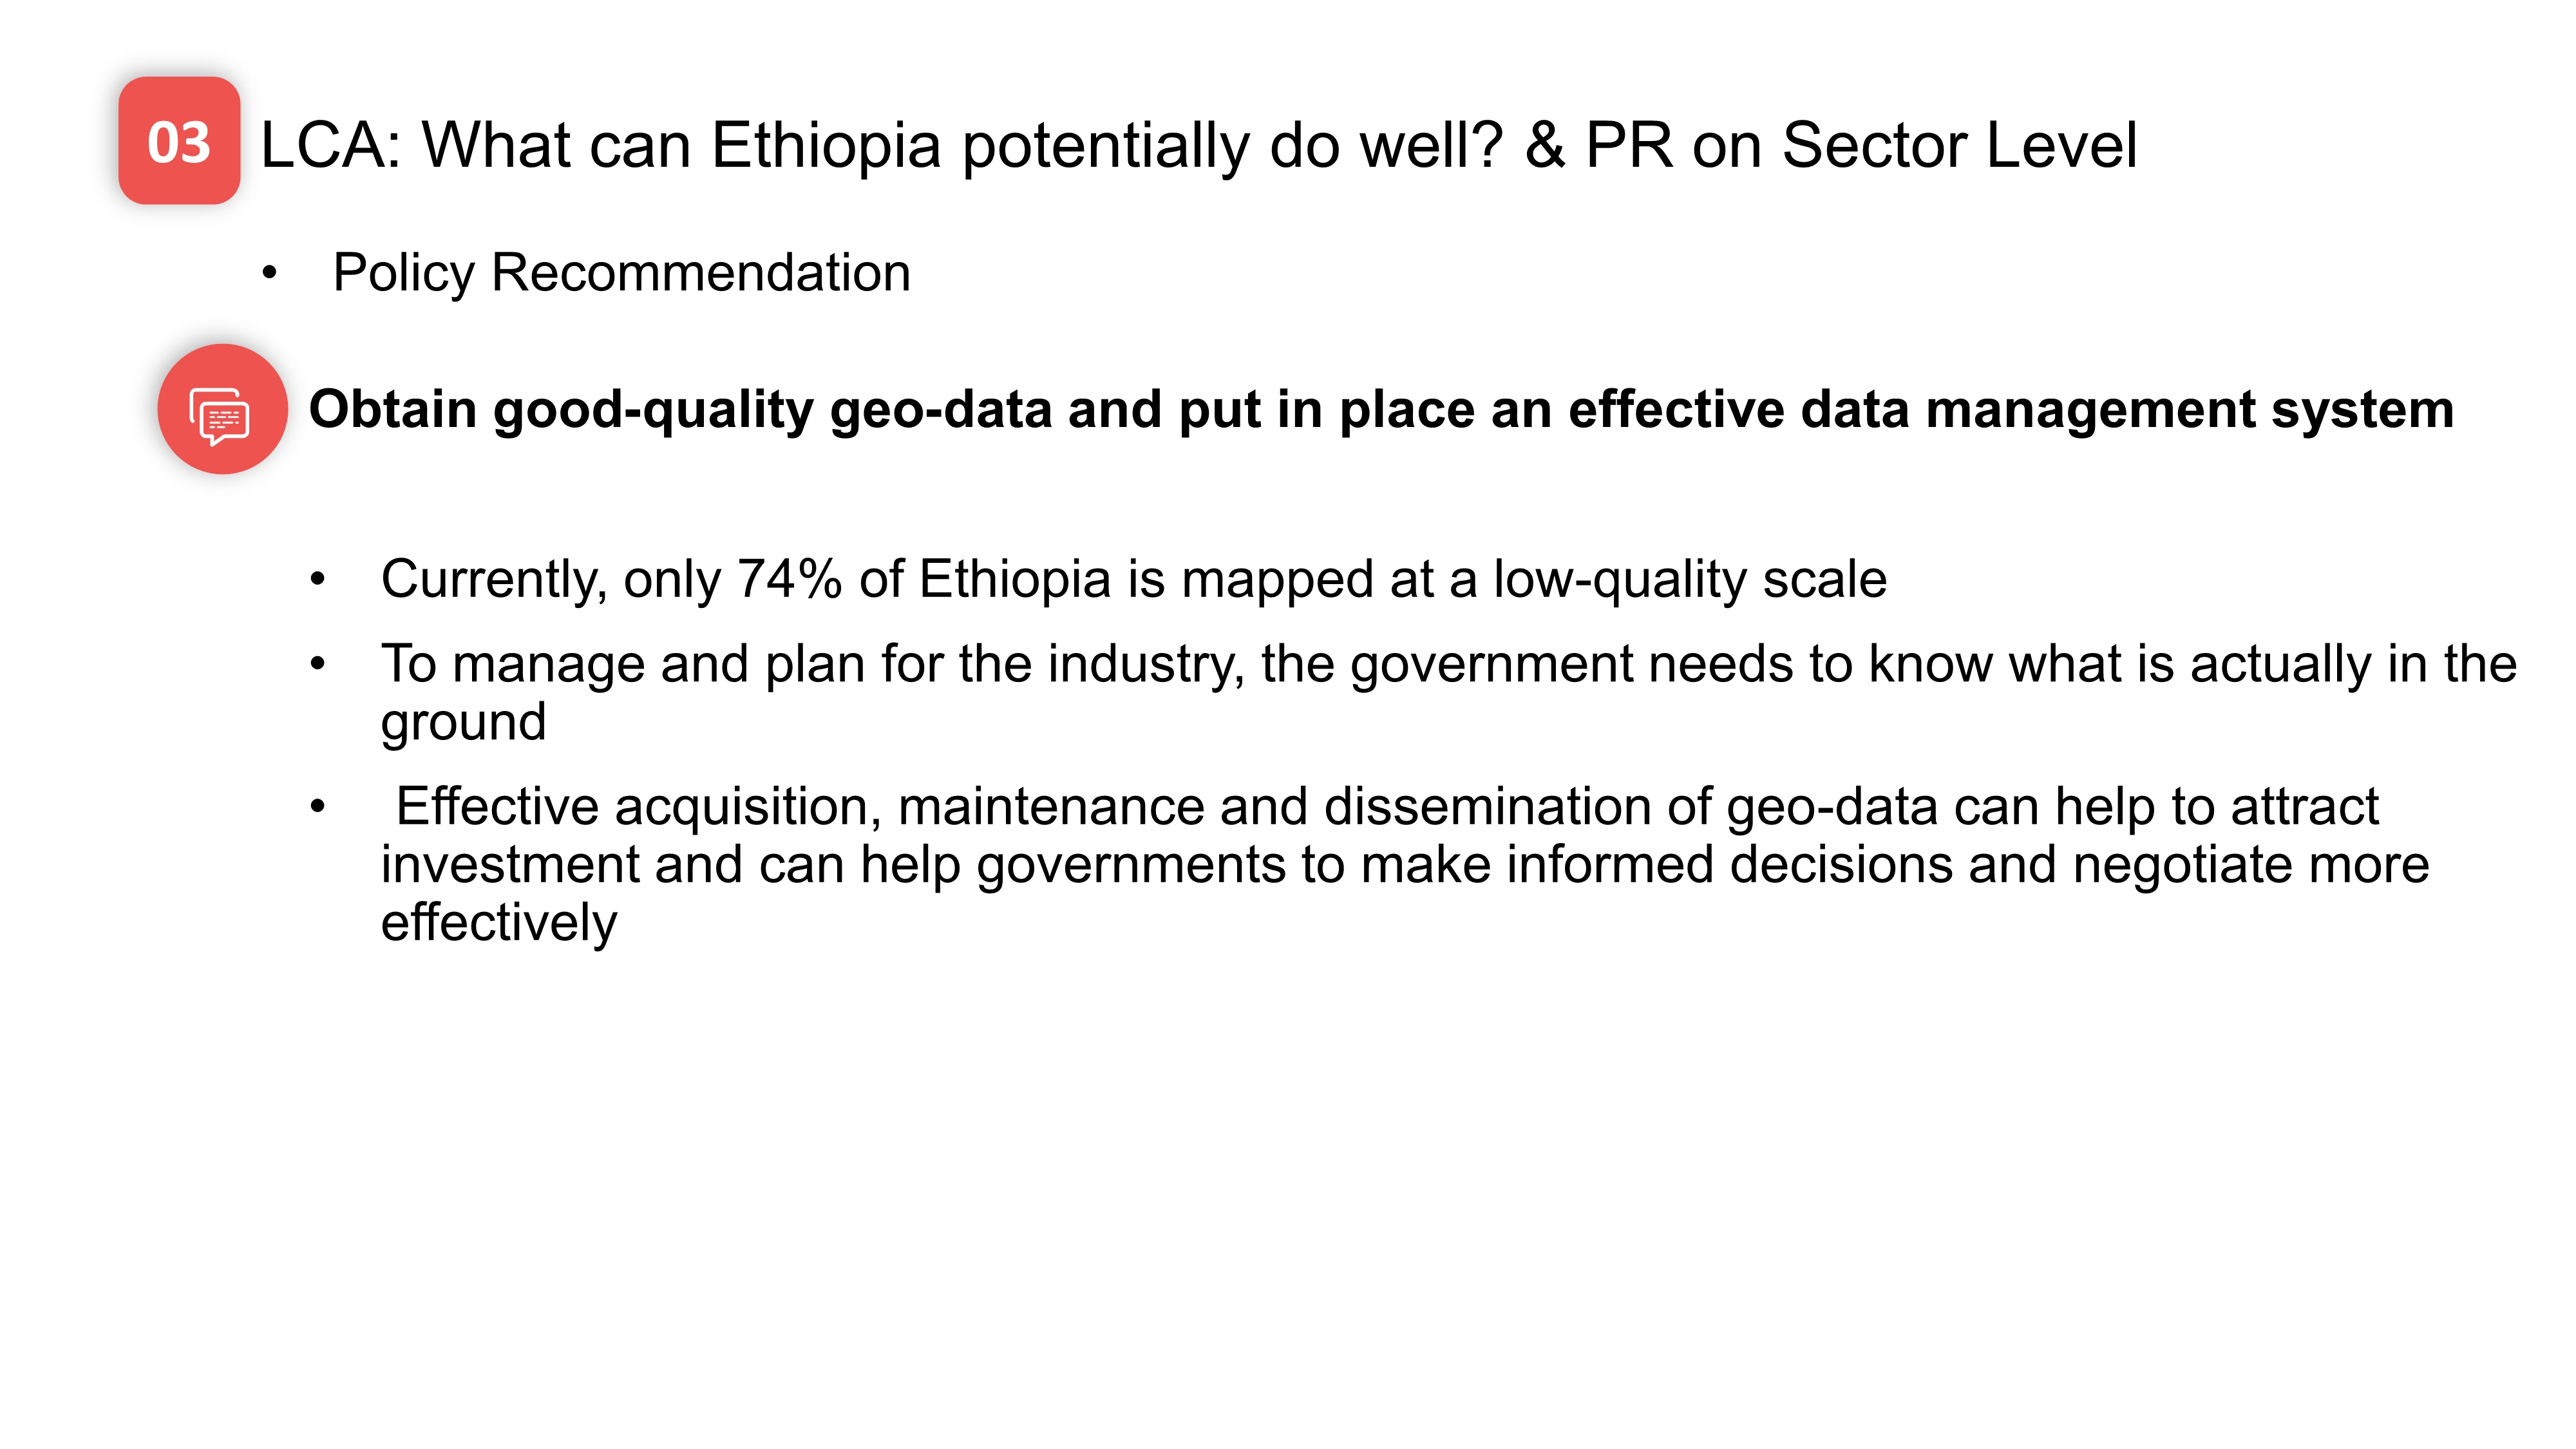 03
LCA: What can Ethiopia potentially do well? & PR on Sector Level
• Policy Recommendation
Obtain good-quality geo-data and put in place an effective data management system
• Currently, only 74% of Ethiopia is mapped at a low-quality scale
• To manage and plan for the industry, the government needs to know what is actually in the
ground
• Effective acquisition, maintenance and dissemination of geo-data can help to attract
investment and can help governments to make informed decisions and negotiate more
effectively